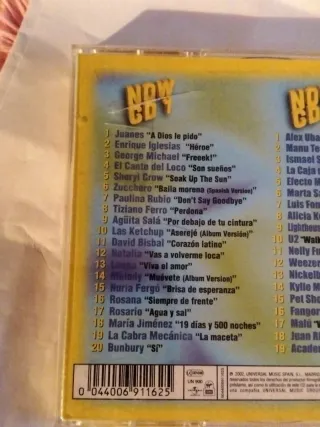 NOW
CD 1
1 Juanes "A Dios le pido"
2 Enrique Iglesias "Héroe"
3 George Michael "Freeek!"
4 El Canto del Loco "Son sueños"
5 Sheryl Crow "Soak Up The Sun"
6 Zucchero "Baila morena (Spanish Version)"
7 Paulina Rubio "Don't Say Goodbye"
8 Tiziano Ferro "Perdona"
9 Agüita Salá "Por debajo de tu cintura"
10 Las Ketchup "Aserejé (Album Versión)"
11 David Bisbal "Corazón latino"
12 Natalia "Vas a volverme loca"
13 "Viva el amor"
14 Melody "Muévete (Album Version)"
15 Nuria Fergó "Brisa de esperanza"
16 Rosana "Siempre de frente"
17 Rosario "Agua y sal"
18 María Jiménez "19 días y 500 noches"
19 La Cabra Mecánica "La maceta"
20 Bunbury "Sí"
0 044006 911625
NOW
CD
1 Alex Uba
2 Manu Te
3 Ismael S
4 La Caja
5 Efecto M
6 Marta Sá
7 Luis Fon
8 Alicia K
9 Lighthous
10 U2 "Walk
11 Nelly Furt
12 Weezer
13 Nickelb
14 Kylie M
15 Pet Sho
16 Fangor
17 Malú "
18 Juan R
19 Acade